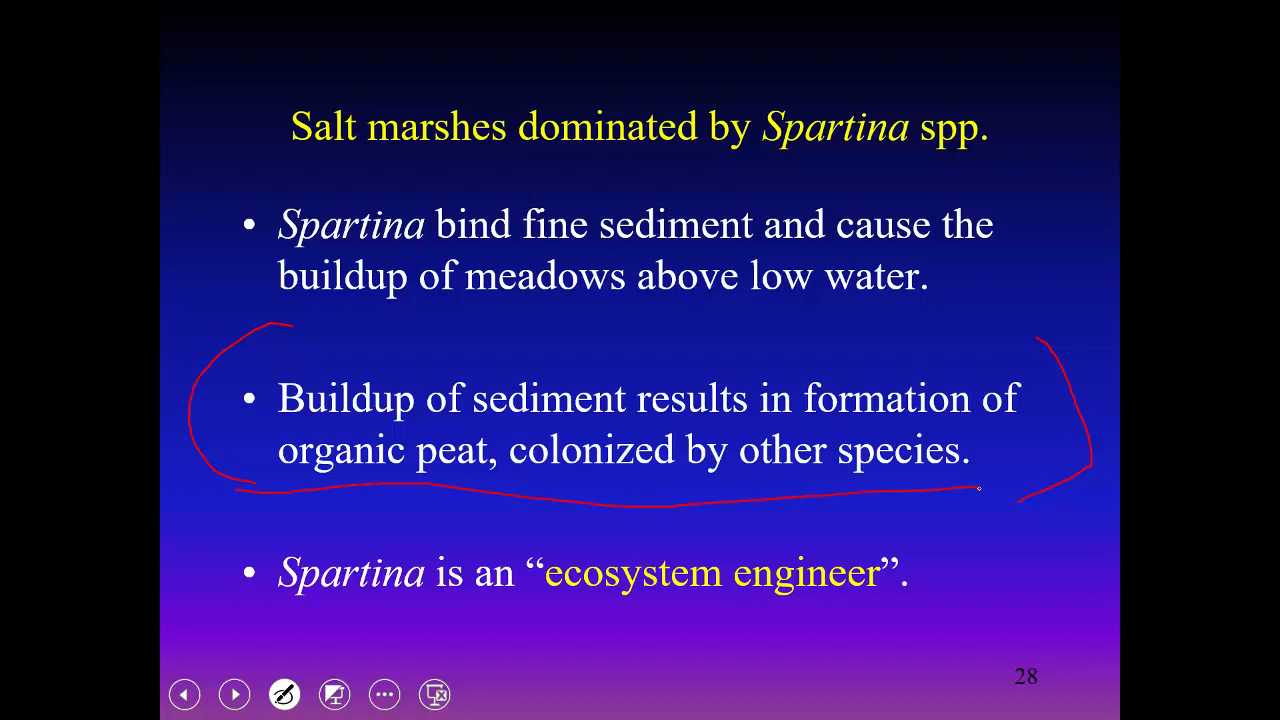 Salt marshes dominated by Spartina spp.
• Spartina bind fine sediment and cause the
buildup of meadows above low water.
• Buildup of sediment results in formation of
organic peat, colonized by other species.
• Spartina is an “ecosystem engineer”.
28